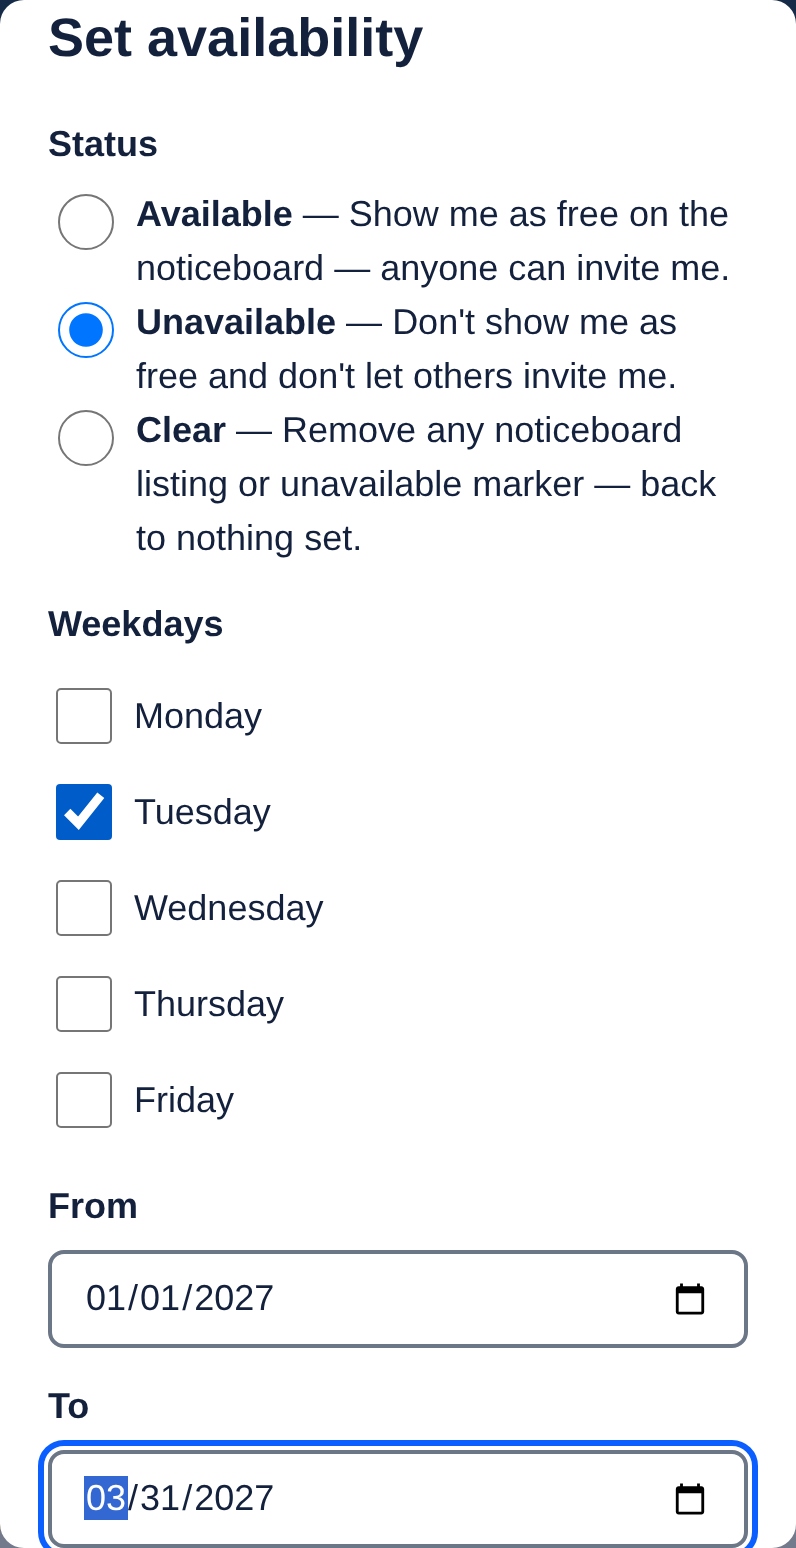 Set availability
Status
Available — Show me as free on the
noticeboard — anyone can invite me.
Unavailable — Don't show me as
free and don't let others invite me.
Clear — Remove any noticeboard
listing or unavailable marker — back
to nothing set.
Weekdays
Monday
Tuesday
Wednesday
Thursday
Friday
From
01/01/2027
To
03/31/2027